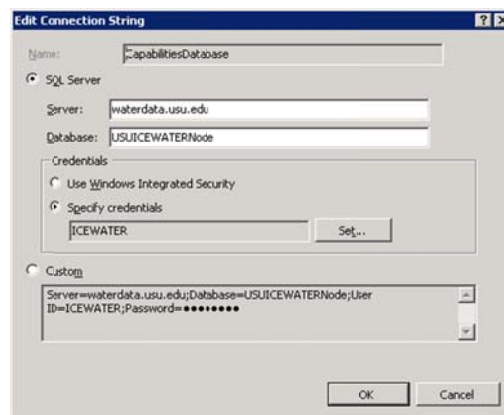 Edit Connection String
Name: CapabilitiesDatabase
SQL Server
Server: waterdata.usu.edu
Database: USUICEWATERNode
Credentials
Use Windows Integrated Security
Specify credentials
ICEWATER Set...
Custom
Server=waterdata.usu.edu;Database=USUICEWATERNode;User
ID=ICEWATER;Password=●●●●●●●●
OK Cancel